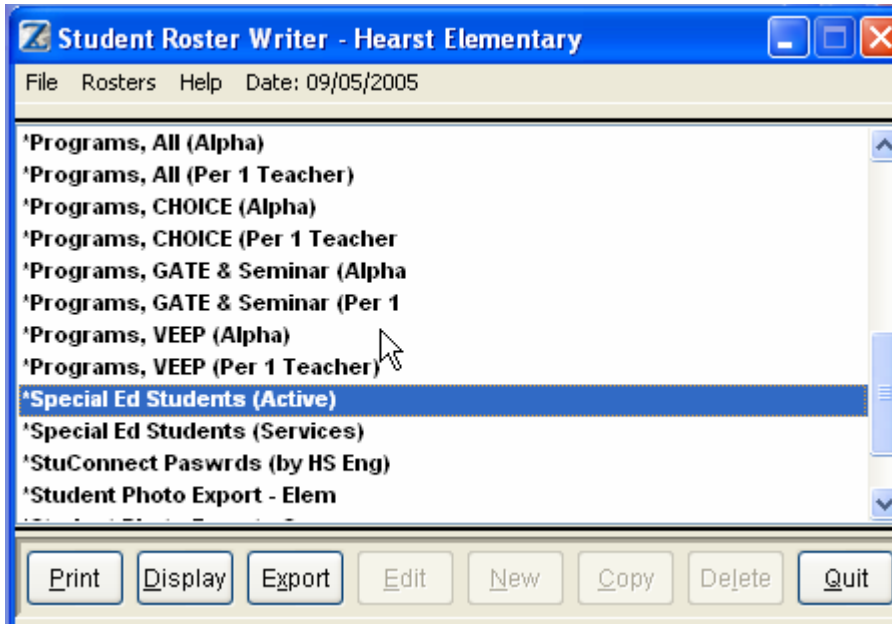 Student Roster Writer - Hearst Elementary
File Rosters Help Date: 09/05/2005
*Programs, All (Alpha)
*Programs, All (Per 1 Teacher)
*Programs, CHOICE (Alpha)
*Programs, CHOICE (Per 1 Teacher
*Programs, GATE & Seminar (Alpha
*Programs, GATE & Seminar (Per 1
*Programs, VEEP (Alpha)
*Programs, VEEP (Per 1 Teacher)
*Special Ed Students (Active)
*Special Ed Students (Services)
*StuConnect Paswrds (by HS Eng)
*Student Photo Export - Elem
Print Display Export Edit New Copy Delete Quit